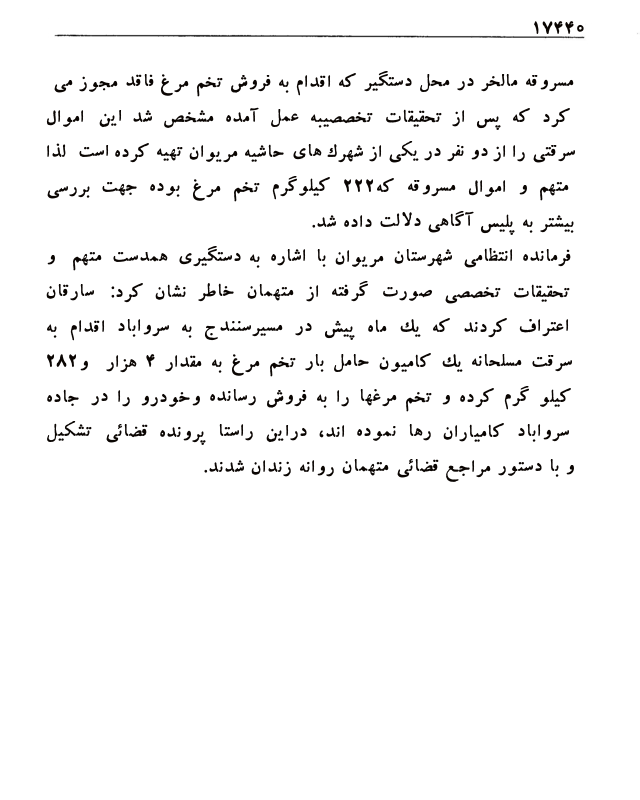 ۱۷۴۴۰
مسروقه مالخر در محل دستگیر که اقدام به فروش تخم مرغ فاقد مجوز می
کرد که پس از تحقیقات تخصصیبه عمل آمده مشخص شد این اموال
سرقتی را از دو نفر در یکی از شهرک های حاشیه مریوان تهیه کرده است لذا
متهم و اموال مسروقه که۲۲۲ کیلوگرم تخم مرغ بوده جهت بررسی
بیشتر به پلیس آگاهی دلالت داده شد.
فرمانده انتظامی شهرستان مریوان با اشاره به دستگیری همدست متهم و
تحقیقات تخصصی صورت گرفته از متهمان خاطر نشان کرد: سارقان
اعتراف کردند که یک ماه پیش در مسیرسنندج به سرواباد اقدام به
سرقت مسلحانه یک کامیون حامل بار تخم مرغ به مقدار ۴ هزار و۲۸۲
کیلو گرم کرده و تخم مرغها را به فروش رسانده وخودرو را در جاده
سرواباد کامیاران رها نموده اند، دراین راستا پرونده قضائی تشکیل
و با دستور مراجع قضائی متهمان روانه زندان شدند.